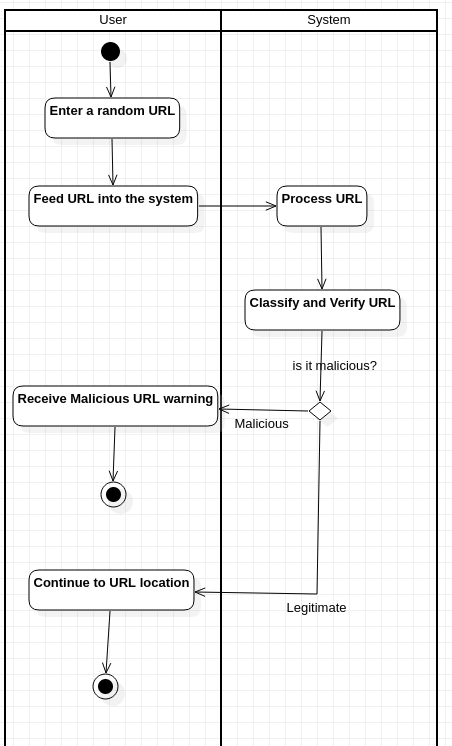 User
System
Enter a random URL
Feed URL into the system
Process URL
Classify and Verify URL
is it malicious?
Receive Malicious URL warning
Malicious
Continue to URL location
Legitimate